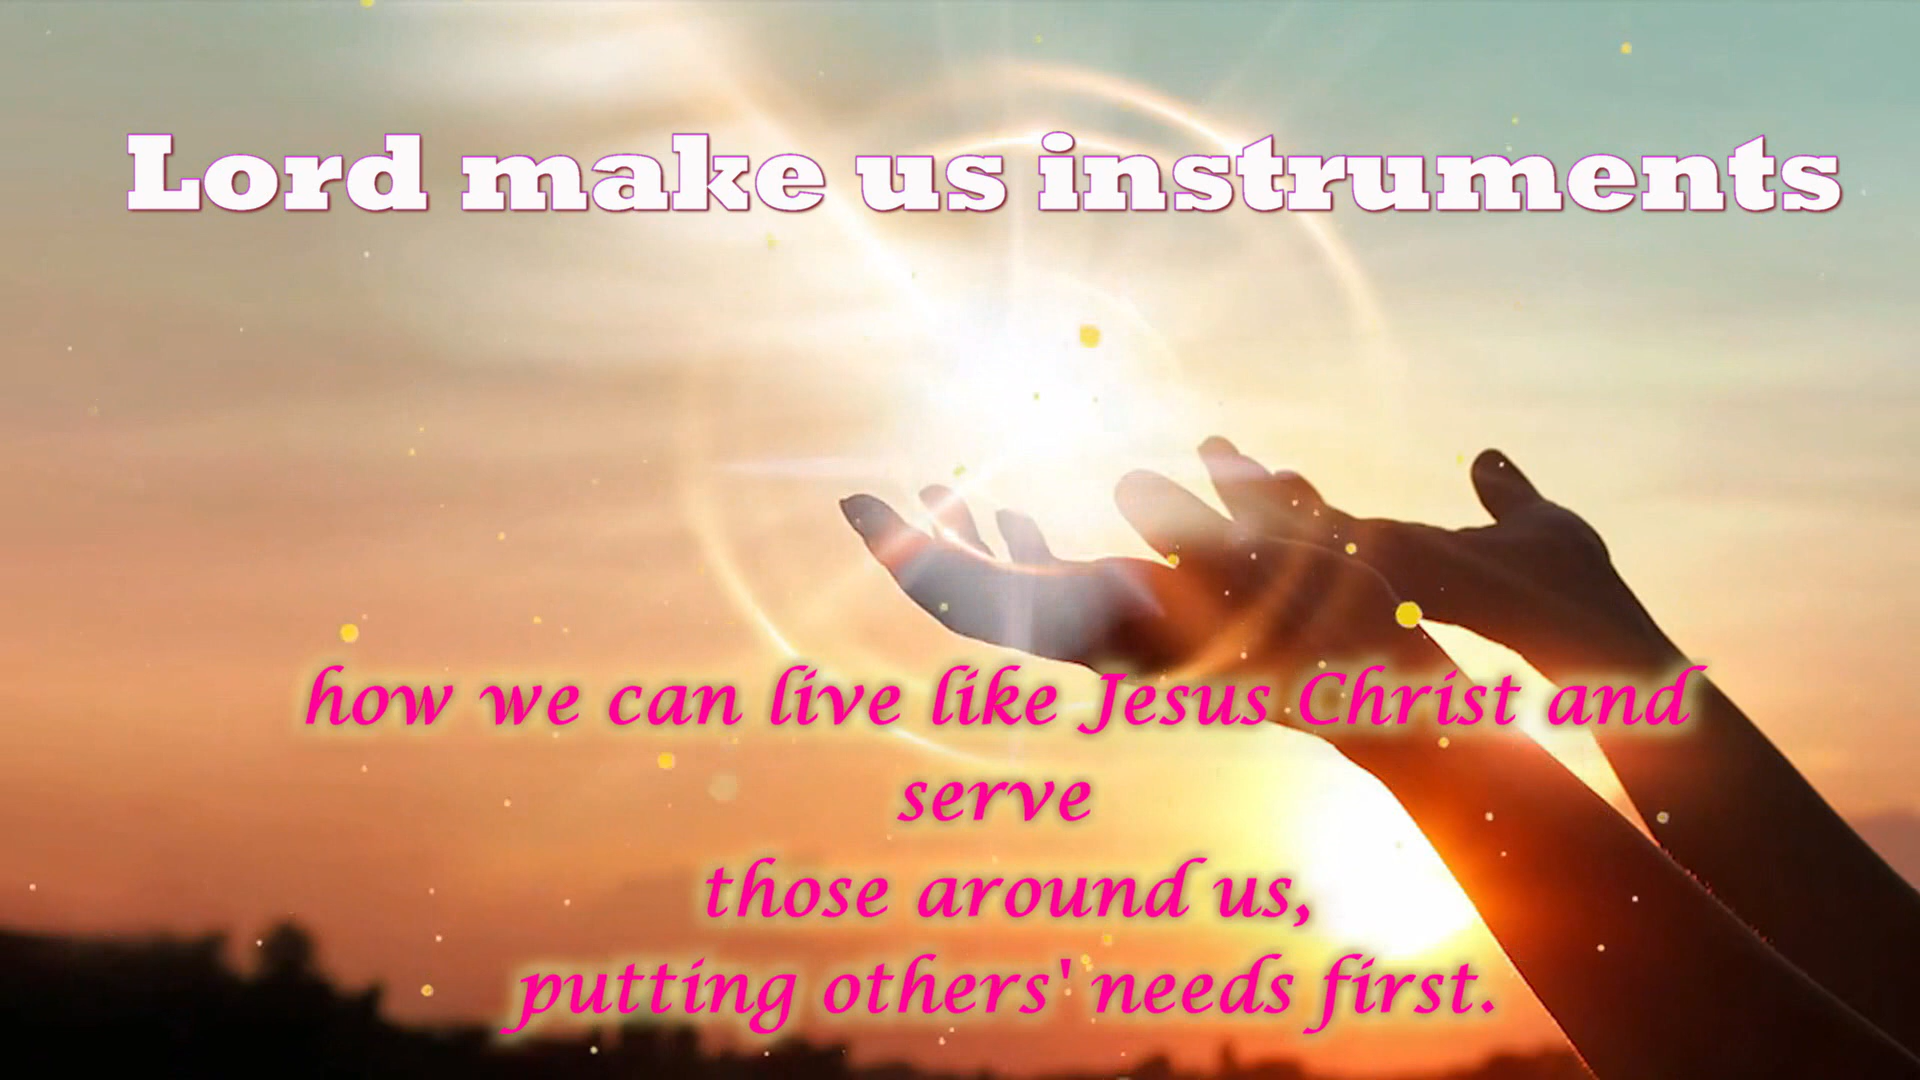 Lord make us instruments
how we can live like Jesus Christ and
serve
those around us,
putting others' needs first.